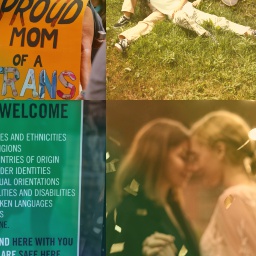 PROUD
MOM
OF A
TRANS
WELCOME
ES AND ETHNICITIES
IGIONS
NTRIES OF ORIGIN
DER IDENTITIES
UAL ORIENTATIONS
LITIES AND DISABILITIES
KEN LANGUAGES
S
NE.
ND HERE WITH YOU
ARE SAFE HERE